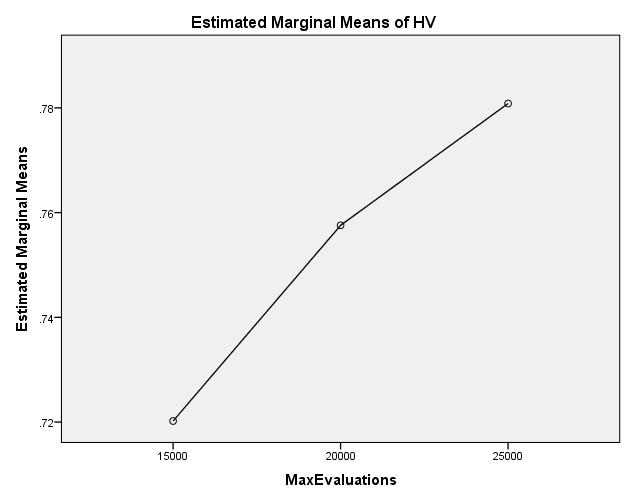 Estimated Marginal Means of HV
Estimated Marginal Means
.78
.76
.74
.72
15000 20000 25000
MaxEvaluations